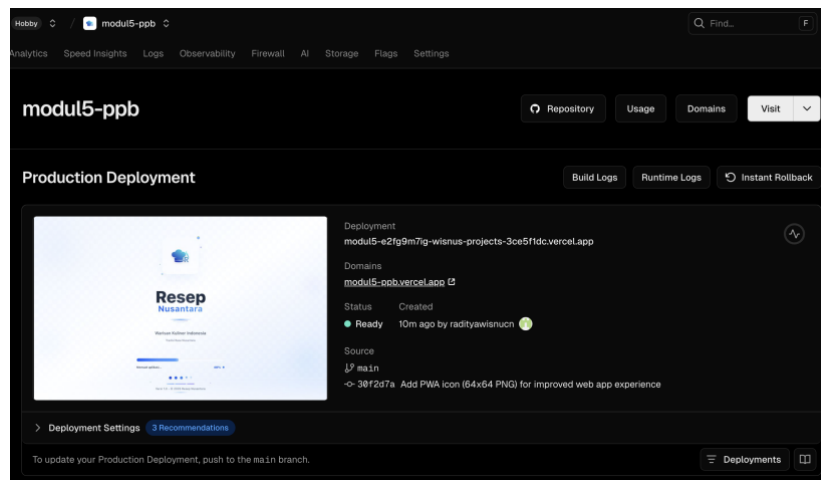 Hobby
/ modul5-ppb
Find...
F
Analytics Speed Insights Logs Observability Firewall AI Storage Flags Settings
modul5-ppb
Repository Usage Domains Visit
Production Deployment
Build Logs Runtime Logs Instant Rollback
Resep
Nusantara
Deployment
modul5-e2fg9m7ig-wisnus-projects-3ce5f1dc.vercel.app
Domains
modul5-ppb.vercel.app
Status Created
Ready 10m ago by radityawisnucn
Source
main
30f2d7a Add PWA icon (64x64 PNG) for improved web app experience
Deployment Settings 3 Recommendations
To update your Production Deployment, push to the main branch.
Deployments